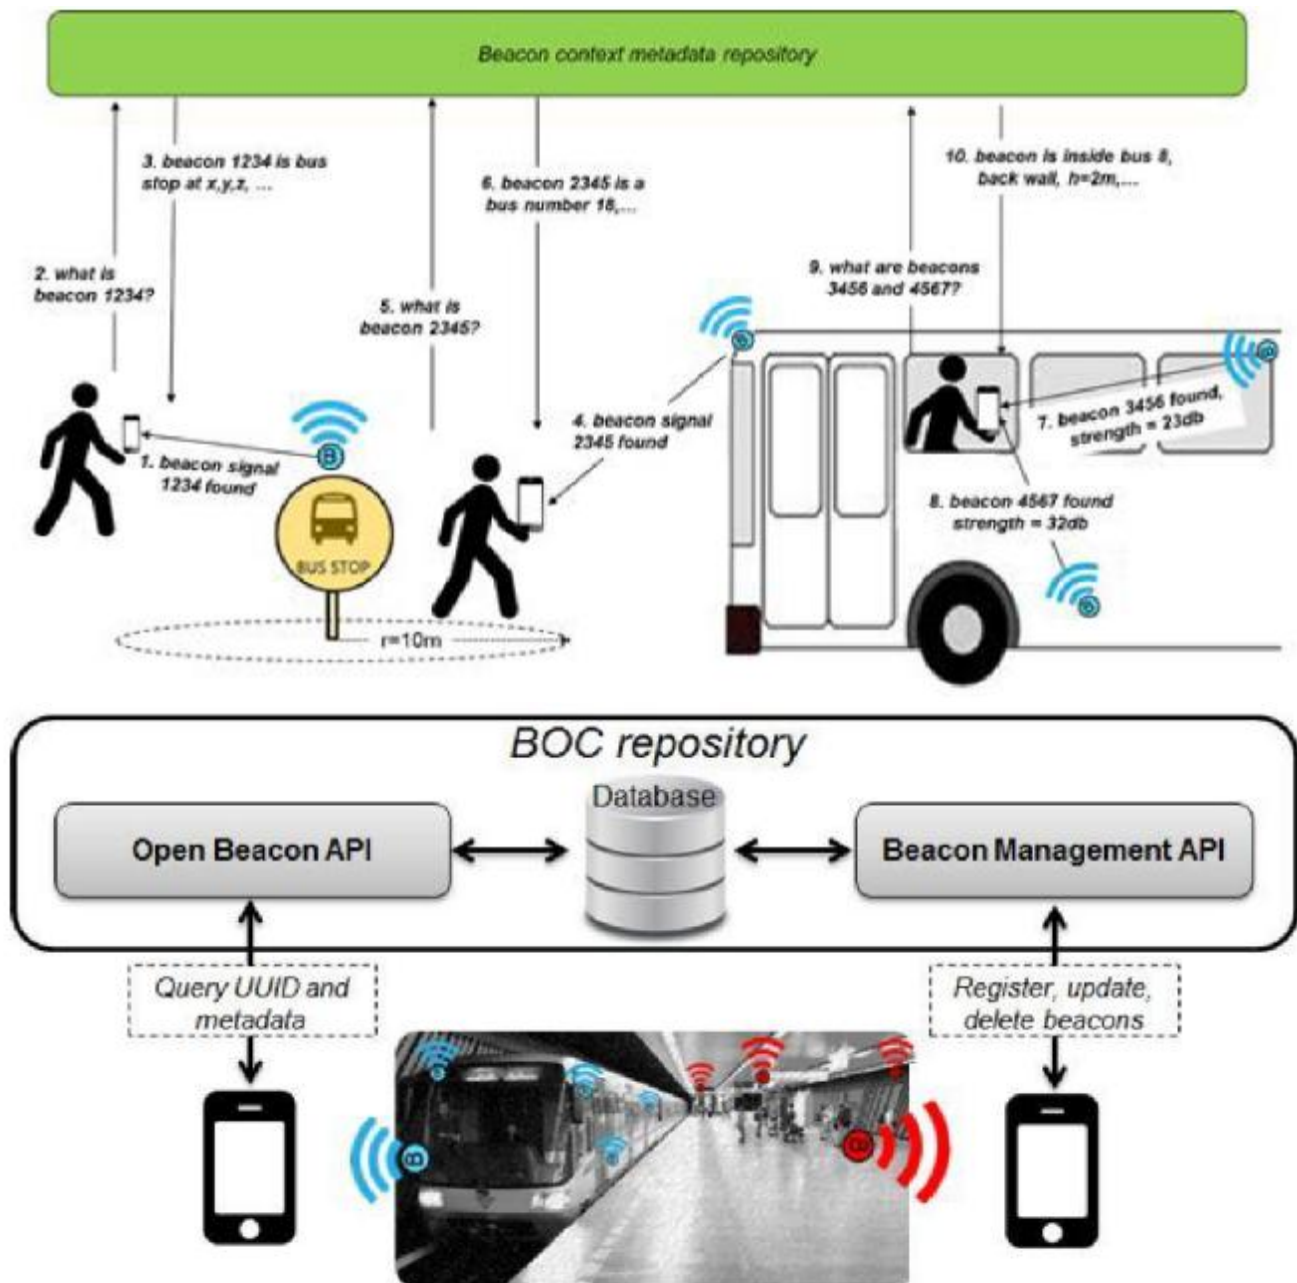 Beacon context metadata repository
3. beacon 1234 is bus
stop at x,y,z, ...
6. beacon 2345 is a
bus number 18,...
10. beacon is inside bus 8,
back wall, h=2m,...
2. what is
beacon 1234?
5. what is
beacon 2345?
9. what are beacons
3456 and 4567?
1. beacon signal
1234 found
4. beacon signal
2345 found
7. beacon 3456 found,
strength = 23db
8. beacon 4567 found
strength = 32db
BUS STOP
r=10m
BOC repository
Database
Open Beacon API
Beacon Management API
Query UUID and
metadata
Register, update,
delete beacons
B
B
B